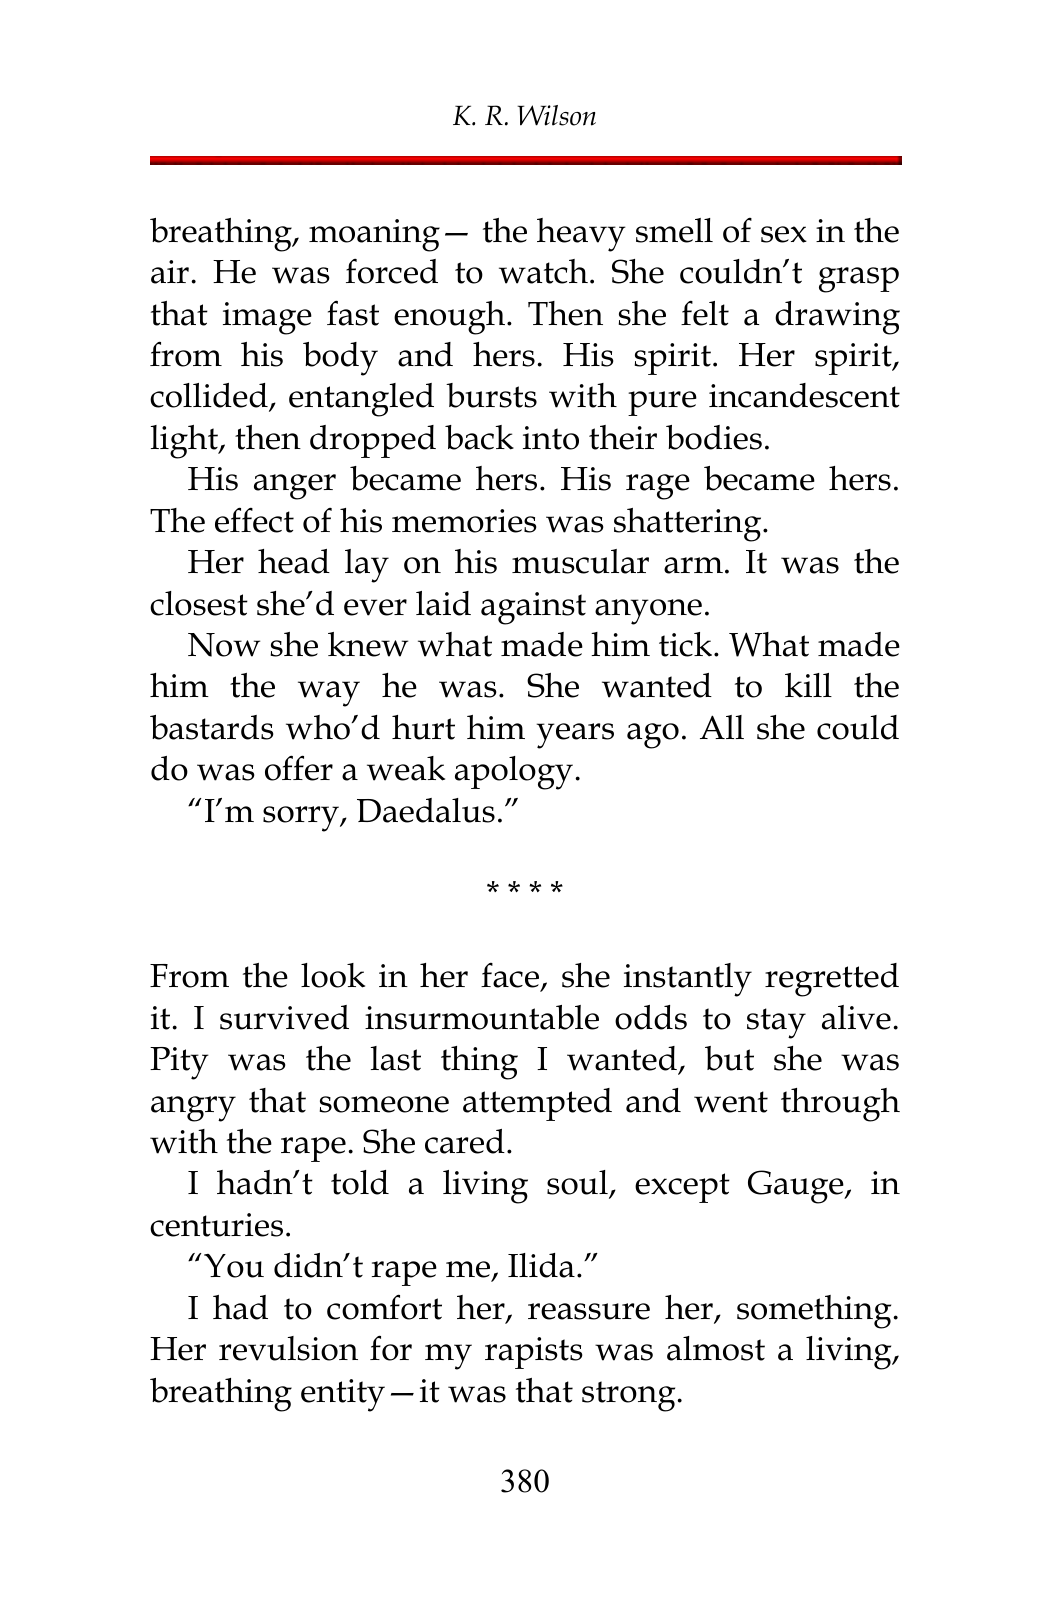 K. R. Wilson
breathing, moaning— the heavy smell of sex in the
air. He was forced to watch. She couldn’t grasp
that image fast enough. Then she felt a drawing
from his body and hers. His spirit. Her spirit,
collided, entangled bursts with pure incandescent
light, then dropped back into their bodies.
His anger became hers. His rage became hers.
The effect of his memories was shattering.
Her head lay on his muscular arm. It was the
closest she’d ever laid against anyone.
Now she knew what made him tick. What made
him the way he was. She wanted to kill the
bastards who’d hurt him years ago. All she could
do was offer a weak apology.
“I’m sorry, Daedalus.”
* * * *
From the look in her face, she instantly regretted
it. I survived insurmountable odds to stay alive.
Pity was the last thing I wanted, but she was
angry that someone attempted and went through
with the rape. She cared.
I hadn’t told a living soul, except Gauge, in
centuries.
“You didn’t rape me, Ilida.”
I had to comfort her, reassure her, something.
Her revulsion for my rapists was almost a living,
breathing entity—it was that strong.
380